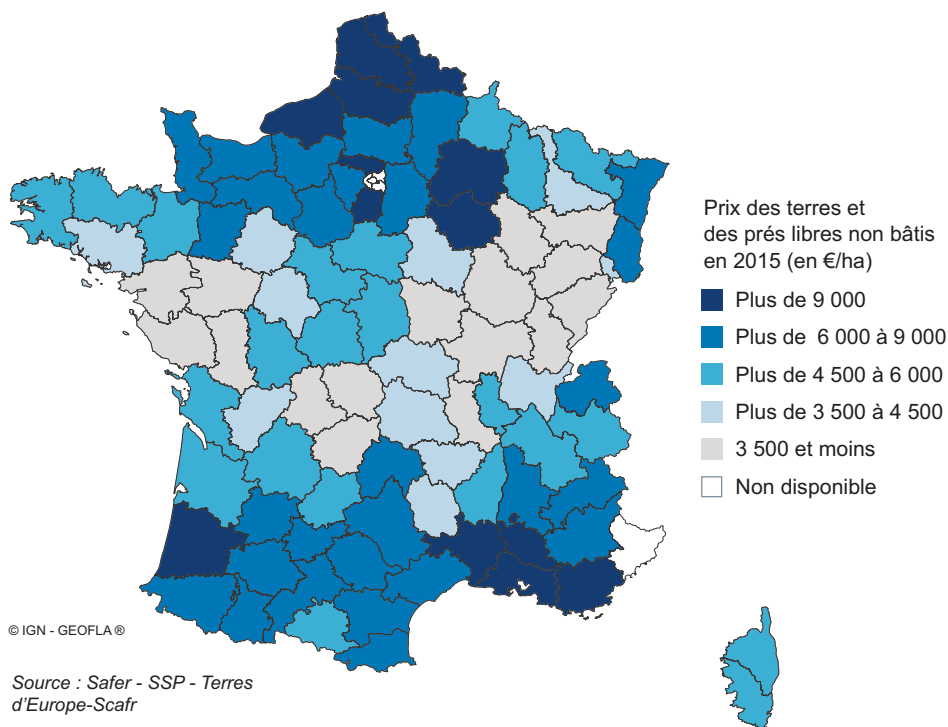 Prix des terres et
des prés libres non bâtis
en 2015 (en €/ha)
Plus de 9 000
Plus de 6 000 à 9 000
Plus de 4 500 à 6 000
Plus de 3 500 à 4 500
3 500 et moins
Non disponible
© IGN - GEOFLA ®
Source : Safer - SSP - Terres
d'Europe-Scafr